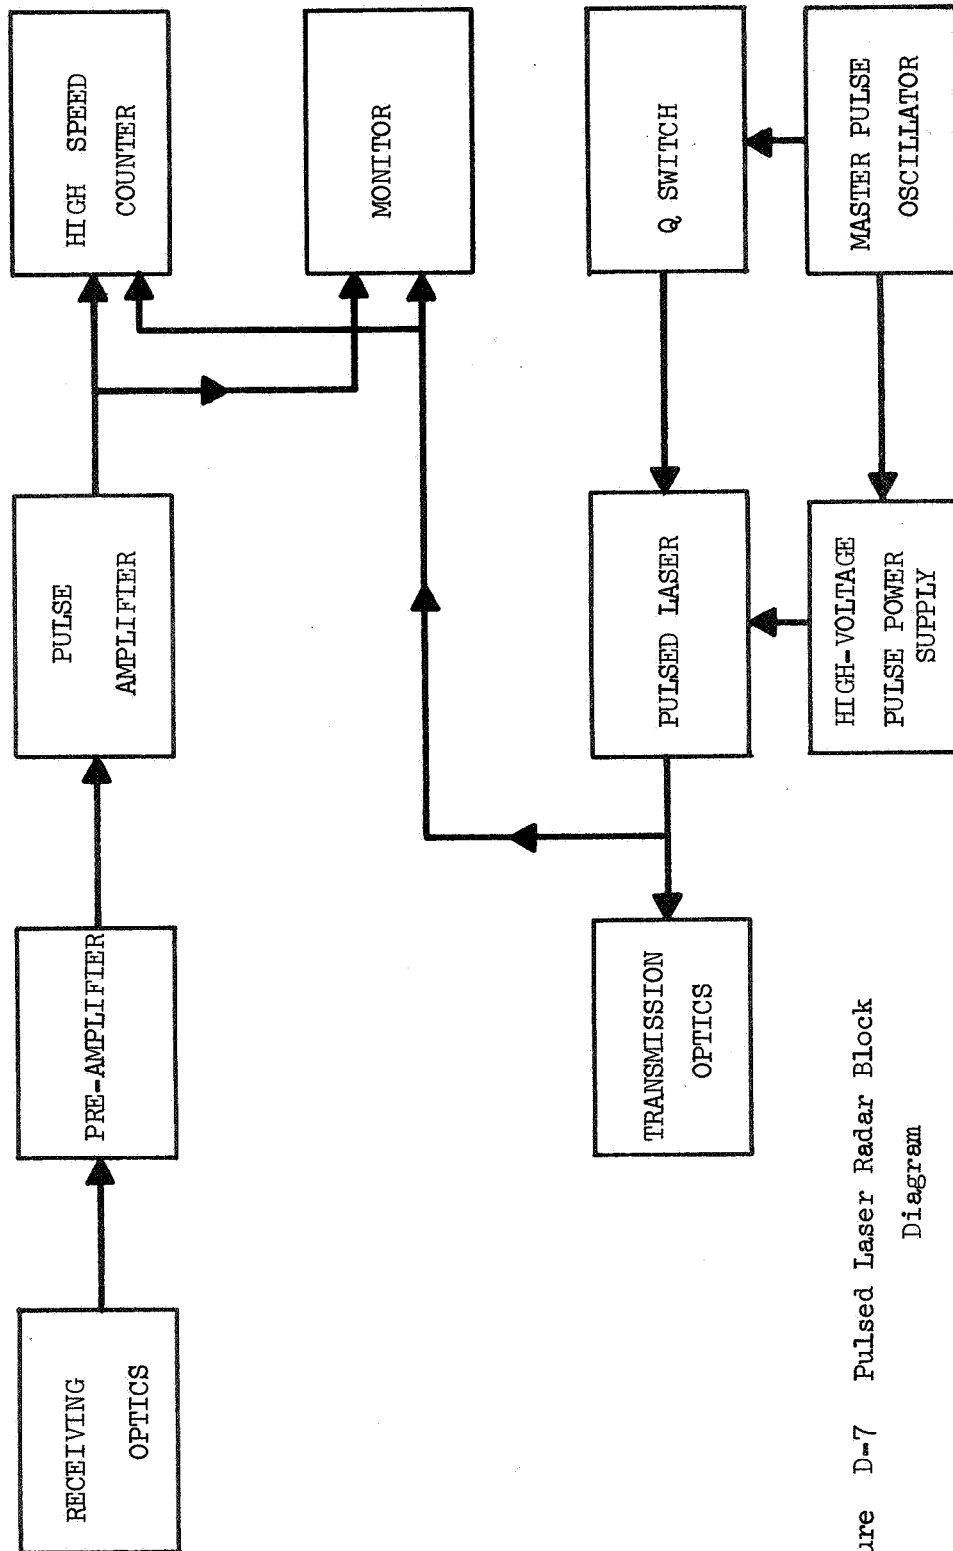 RECEIVING
OPTICS
PRE-AMPLIFIER
PULSE
AMPLIFIER
HIGH SPEED
COUNTER
MONITOR
TRANSMISSION
OPTICS
PULSED LASER
Q SWITCH
HIGH-VOLTAGE
PULSE POWER
SUPPLY
MASTER PULSE
OSCILLATOR
ure D-7 Pulsed Laser Radar Block
Diagram